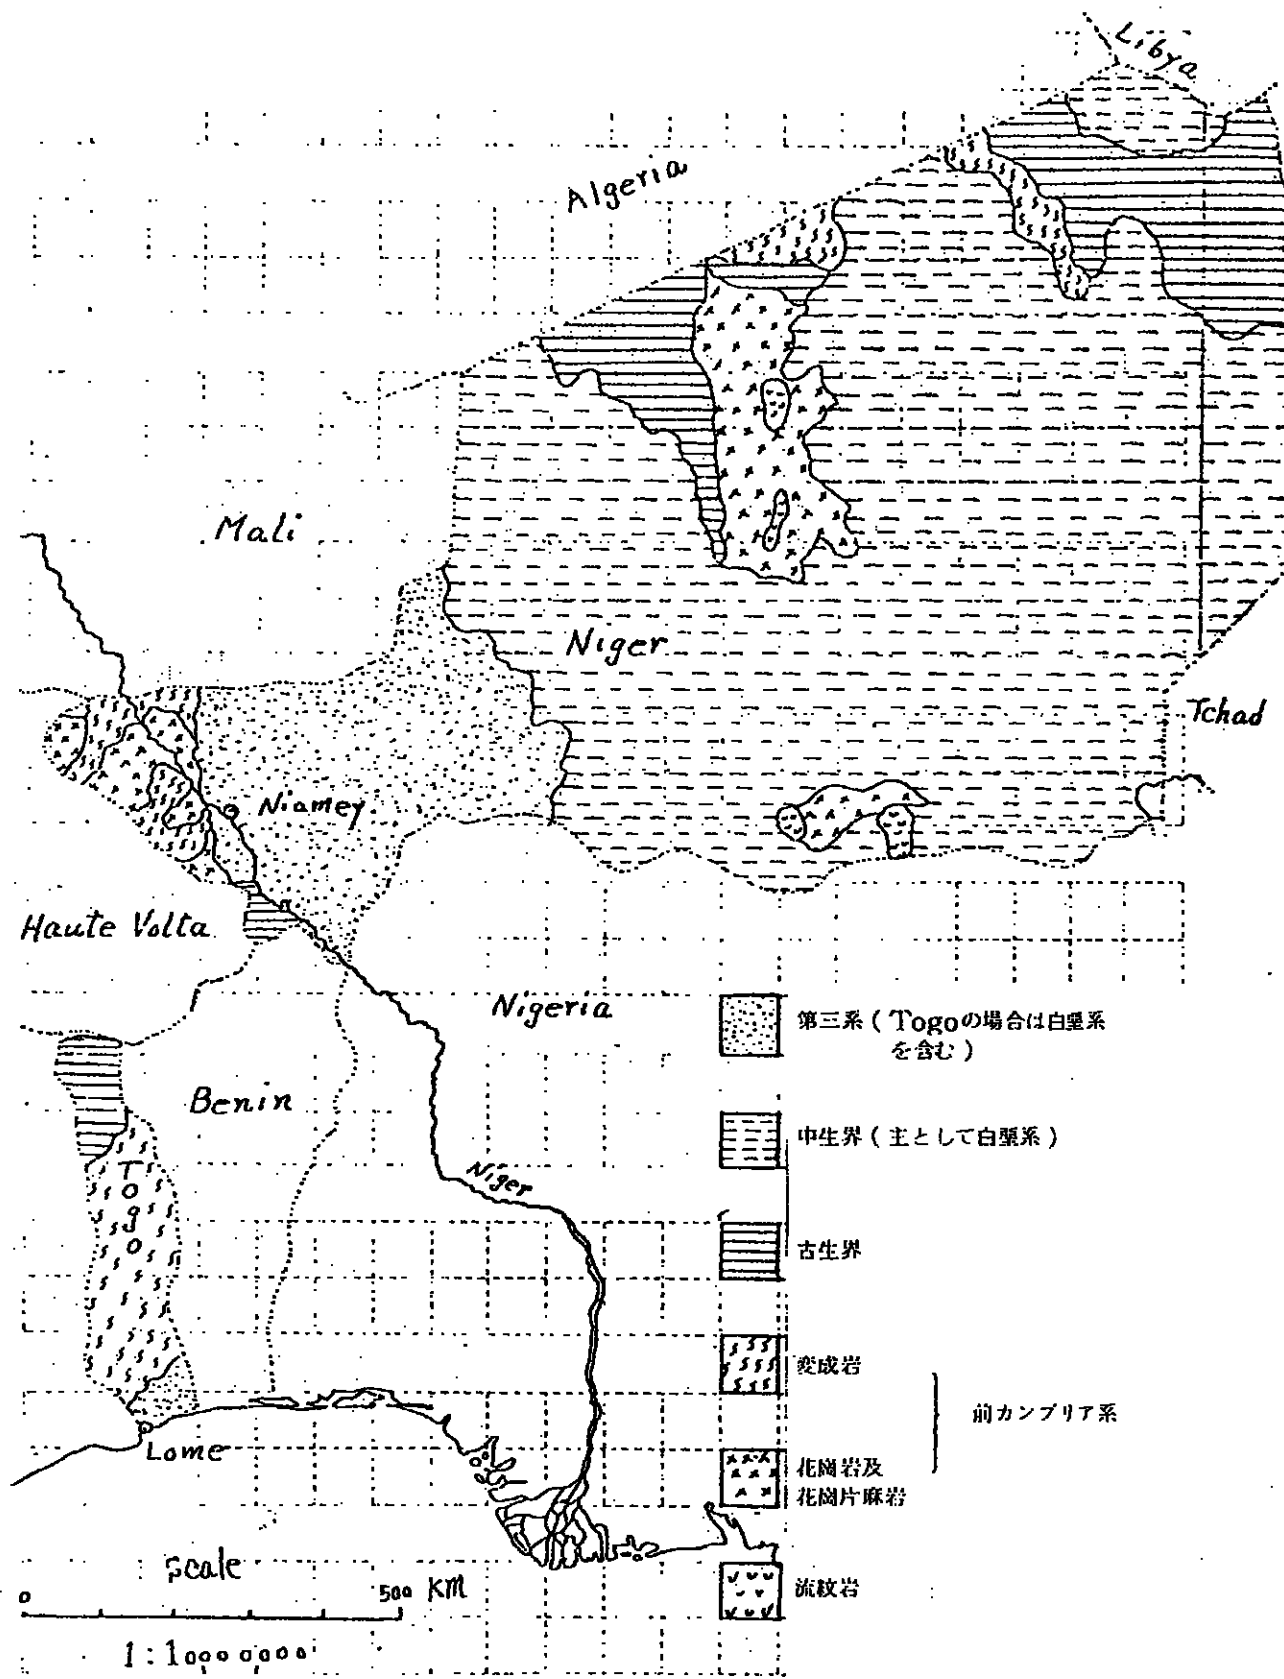 Libya
Algeria
Mali
Niger
Tchad
Niamey
Haute Volta
Nigeria
Benin
Niger
Togo
Lome
第三系 ( Togoの場合は白堊系
を含む )
中生界 ( 主として白堊系 )
古生界
変成岩
前カンブリア系
花崗岩及
花崗片麻岩
流紋岩
scale
0 500 KM
1:10000000